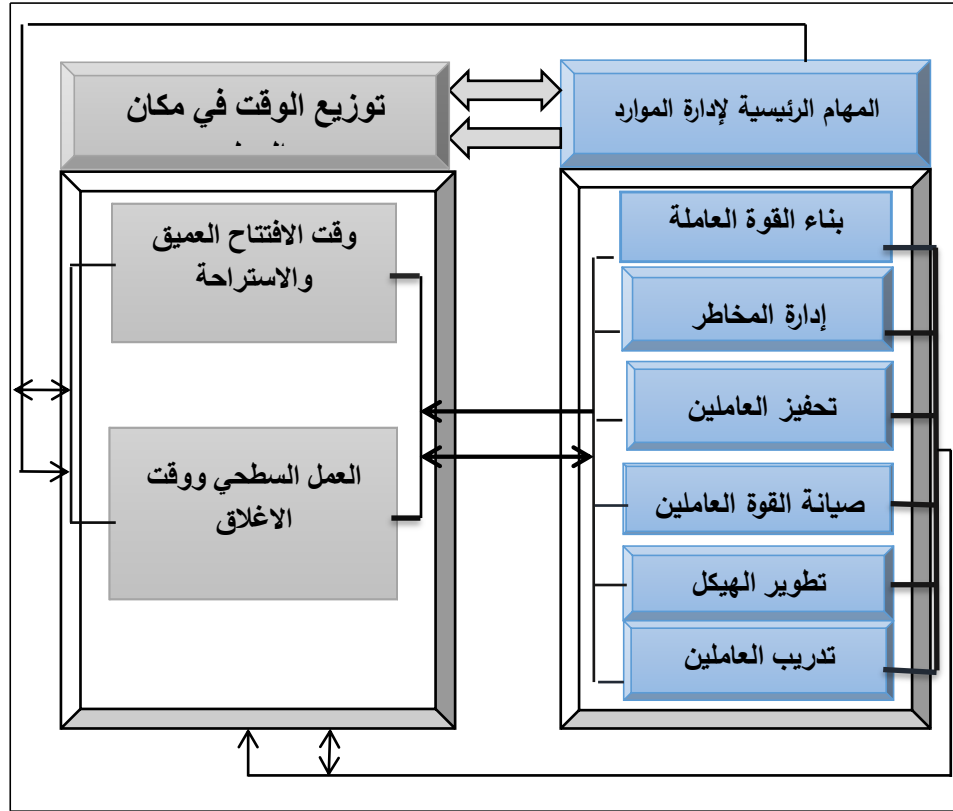 المهام الرئيسية لإدارة الموارد
بناء القوة العاملة
إدارة المخاطر
تحفيز العاملين
صيانة القوة العاملين
تطوير الهيكل
تدريب العاملين
توزيع الوقت في مكان
وقت الافتتاح العميق
والاستراحة
العمل السطحي ووقت
الاغلاق